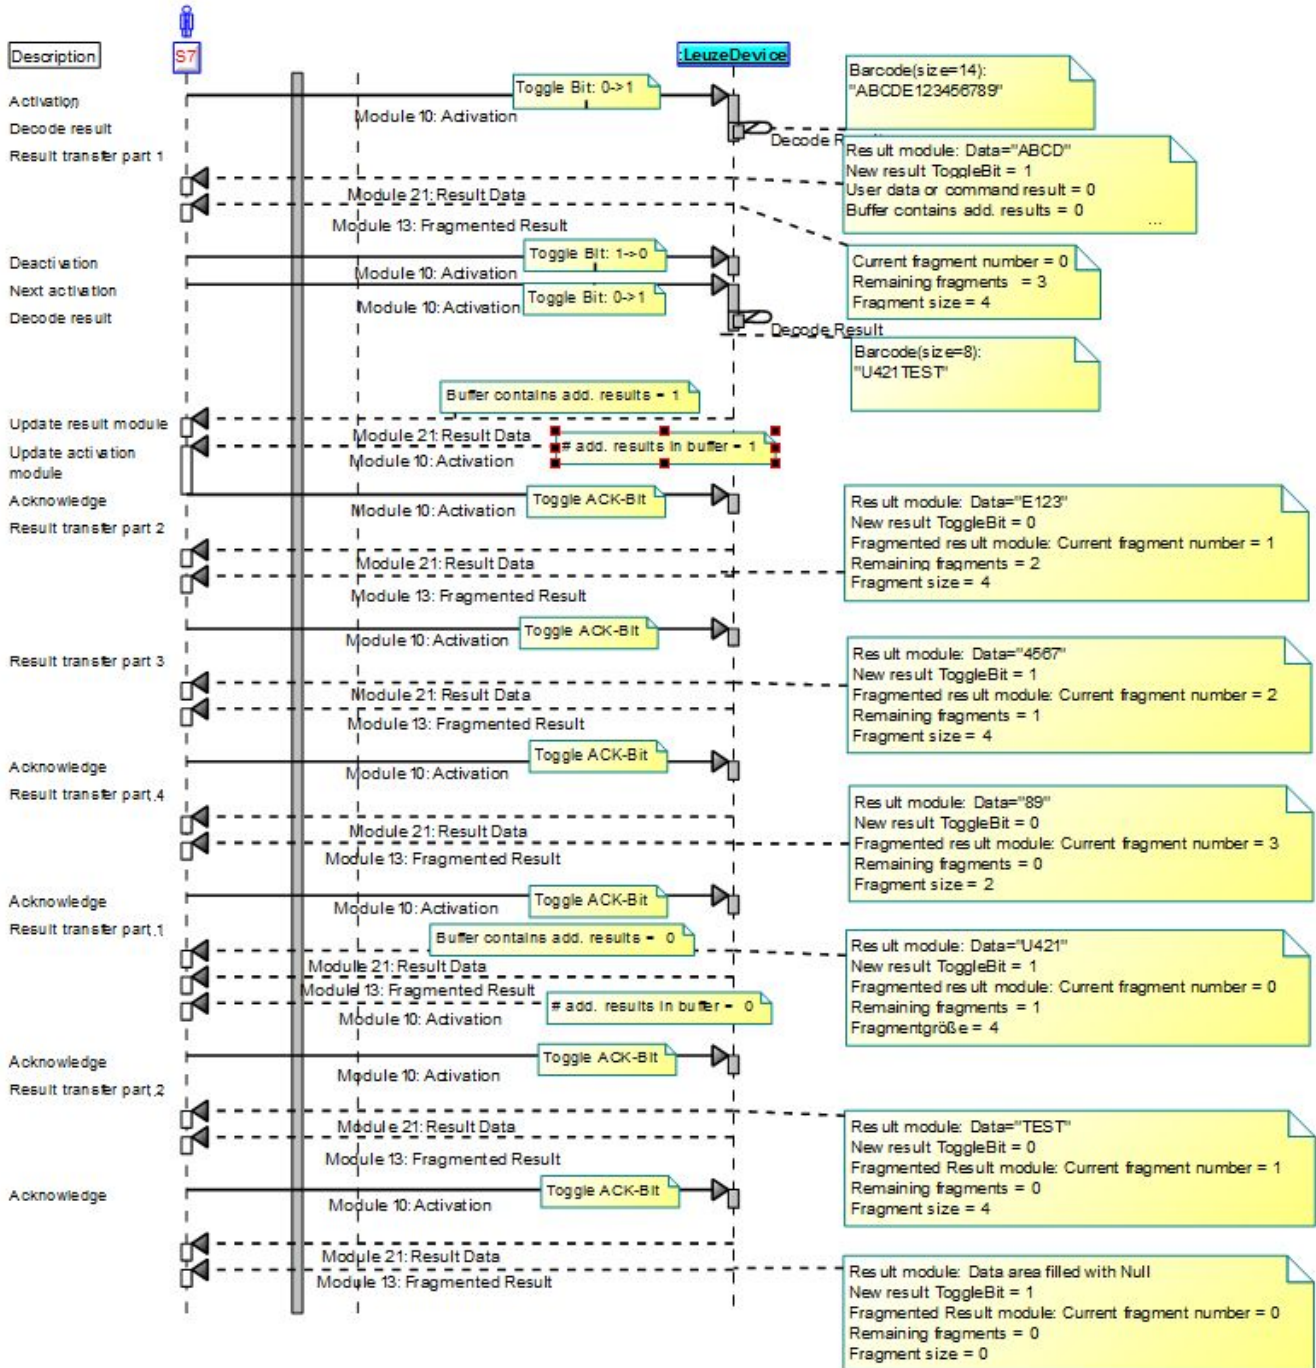 Description
S7
:LeuzeDevice
Toggle Bit: 0->1
Barcode(size=14):
"ABCDE123456789"
Activation
Module 10: Activation
Decode result
Decode R
Result transfer part 1
Result module: Data="ABCD"
New result ToggleBit = 1
User data or command result = 0
Buffer contains add. results = 0
...
Module 21: Result Data
Module 13: Fragmented Result
Current fragment number = 0
Remaining fragments = 3
Fragment size = 4
Deactivation
Toggle Bit: 1->0
Module 10: Activation
Next activation
Toggle Bit: 0->1
Module 10: Activation
Decode result
Decode Result
Barcode(size=8):
"U421TEST"
Buffer contains add. results = 1
Update result module
Module 21: Result Data
# add. results in buffer = 1
Update activation
module
Module 10: Activation
Acknowledge
Toggle ACK-Bit
Module 10: Activation
Result transfer part 2
Result module: Data="E123"
New result ToggleBit = 0
Fragmented result module: Current fragment number = 1
Remaining fragments = 2
Fragment size = 4
Module 21: Result Data
Module 13: Fragmented Result
Toggle ACK-Bit
Module 10: Activation
Result transfer part 3
Result module: Data="4567"
New result ToggleBit = 1
Fragmented result module: Current fragment number = 2
Remaining fragments = 1
Fragment size = 4
Module 21: Result Data
Module 13: Fragmented Result
Acknowledge
Toggle ACK-Bit
Module 10: Activation
Result transfer part.4
Result module: Data="89"
New result ToggleBit = 0
Fragmented result module: Current fragment number = 3
Remaining fragments = 0
Fragment size = 2
Module 21: Result Data
Module 13: Fragmented Result
Acknowledge
Toggle ACK-Bit
Module 10: Activation
Result transfer part.1
Buffer contains add. results = 0
Result module: Data="U421"
New result ToggleBit = 1
Fragmented result module: Current fragment number = 0
Remaining fragments = 1
Fragmentgröße = 4
Module 21: Result Data
Module 13: Fragmented Result
# add. results in buffer = 0
Module 10: Activation
Acknowledge
Toggle ACK-Bit
Module 10: Activation
Result transfer part.2
Result module: Data="TEST"
New result ToggleBit = 0
Fragmented Result module: Current fragment number = 1
Remaining fragments = 0
Fragment size = 4
Module 21: Result Data
Module 13: Fragmented Result
Acknowledge
Toggle ACK-Bit
Module 10: Activation
Module 21: Result Data
Module 13: Fragmented Result
Result module: Data area filled with Null
New result ToggleBit = 1
Fragmented Result module: Current fragment number = 0
Remaining fragments = 0
Fragment size = 0